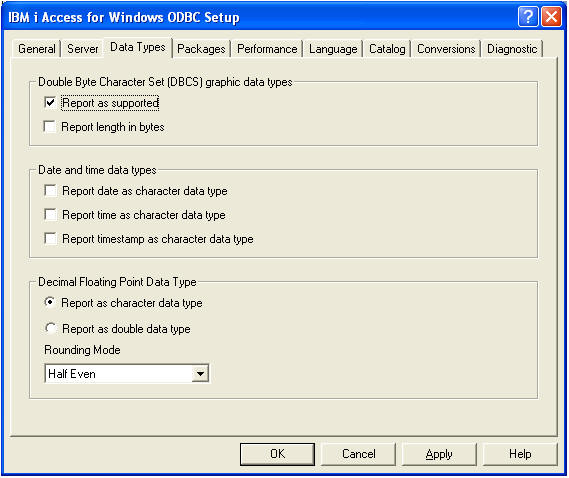 IBM i Access for Windows ODBC Setup
General Server Data Types Packages Performance Language Catalog Conversions Diagnostic
Double Byte Character Set (DBCS) graphic data types
Report as supported
Report length in bytes
Date and time data types
Report date as character data type
Report time as character data type
Report timestamp as character data type
Decimal Floating Point Data Type
Report as character data type
Report as double data type
Rounding Mode
Half Even
OK Cancel Apply Help